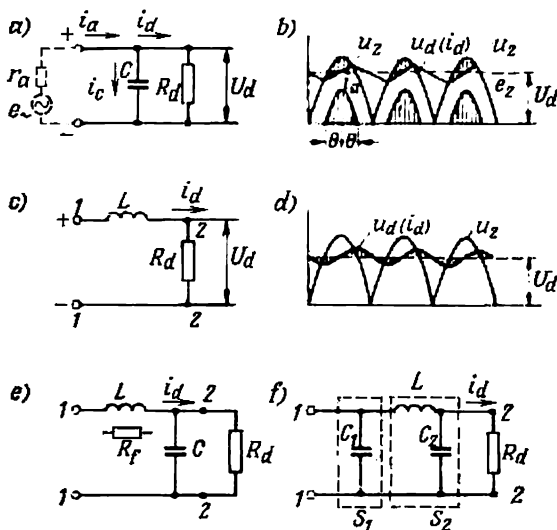 a) + i_a i_d
r_a e~ i_c C R_d U_d
−
b) u_2 u_d(i_d) u_2
i_a e_2 U_d
θ θ
c) 1 L i_d
+ 2 R_d U_d
− 1 2
d) u_d(i_d) u_2
U_d
e) 1 L i_d 2
R_f C R_d
1 2
f) 1 L i_d 2
C_1 C_2 R_d
1 2
S_1 S_2